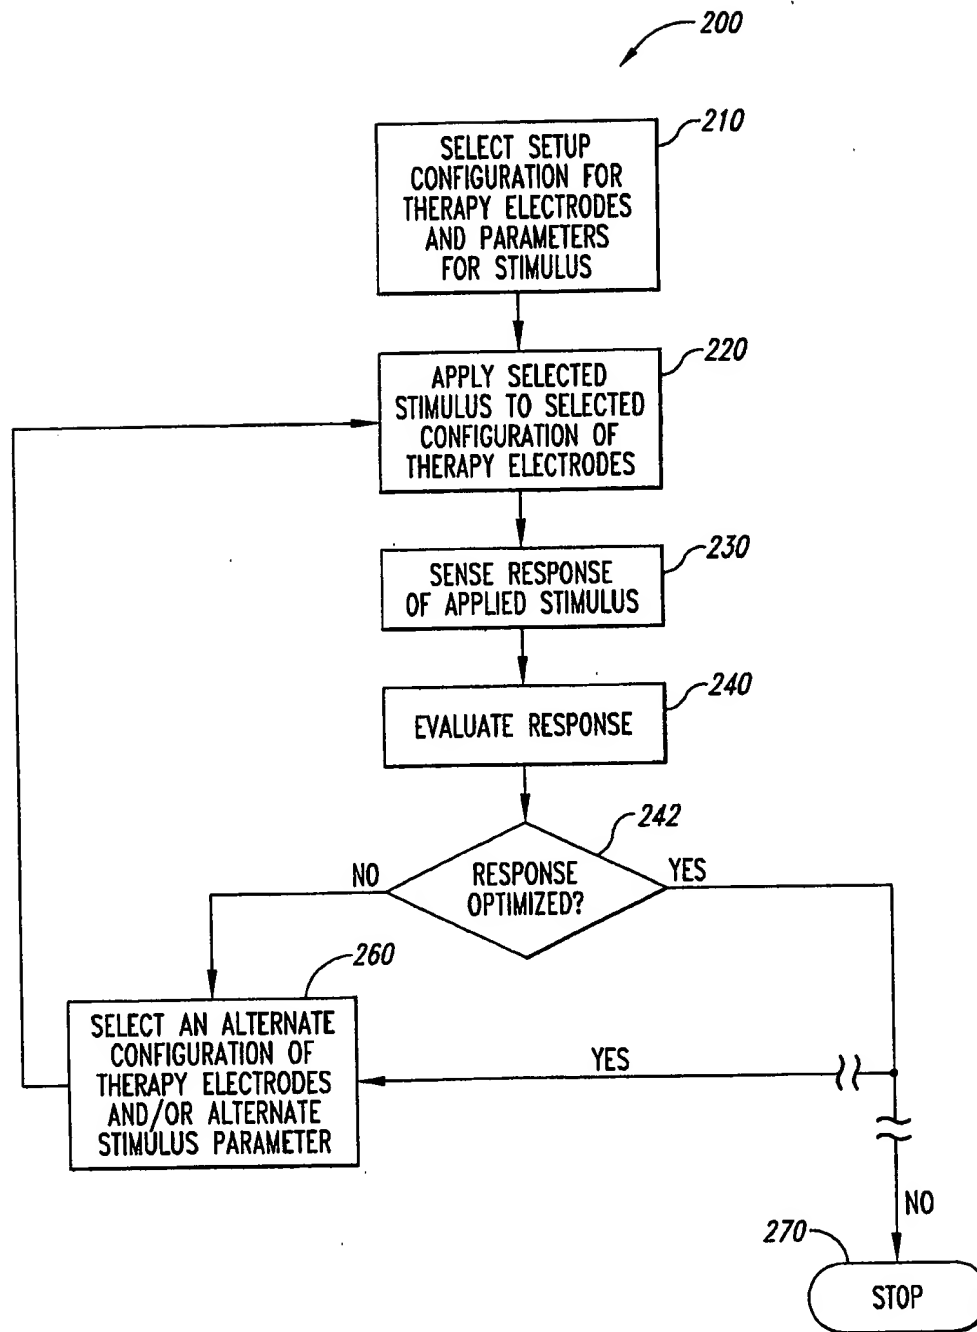 200
210
SELECT SETUP
CONFIGURATION FOR
THERAPY ELECTRODES
AND PARAMETERS
FOR STIMULUS
220
APPLY SELECTED
STIMULUS TO SELECTED
CONFIGURATION OF
THERAPY ELECTRODES
230
SENSE RESPONSE
OF APPLIED STIMULUS
240
EVALUATE RESPONSE
242
NO
RESPONSE
OPTIMIZED?
YES
260
SELECT AN ALTERNATE
CONFIGURATION OF
THERAPY ELECTRODES
AND/OR ALTERNATE
STIMULUS PARAMETER
YES
NO
270
STOP